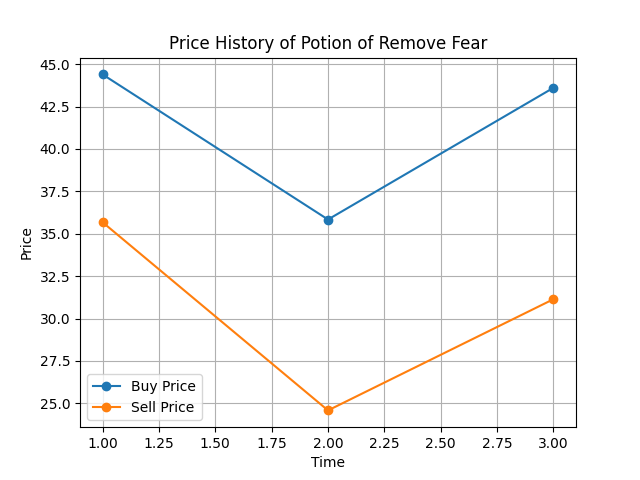 Price History of Potion of Remove Fear
45.0
42.5
40.0
37.5
35.0
32.5
30.0
27.5
25.0
Price
Buy Price
Sell Price
1.00 1.25 1.50 1.75 2.00 2.25 2.50 2.75 3.00
Time